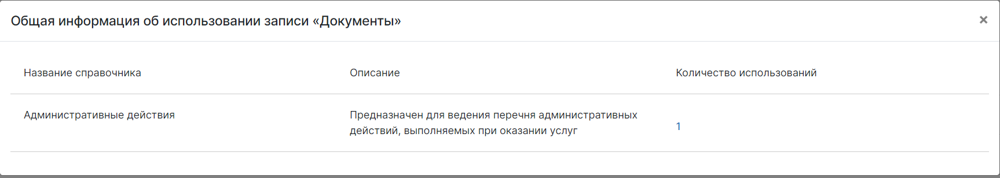 Общая информация об использовании записи «Документы»
×
Название справочника
Описание
Количество использований
Административные действия
Предназначен для ведения перечня административных
действий, выполняемых при оказании услуг
1